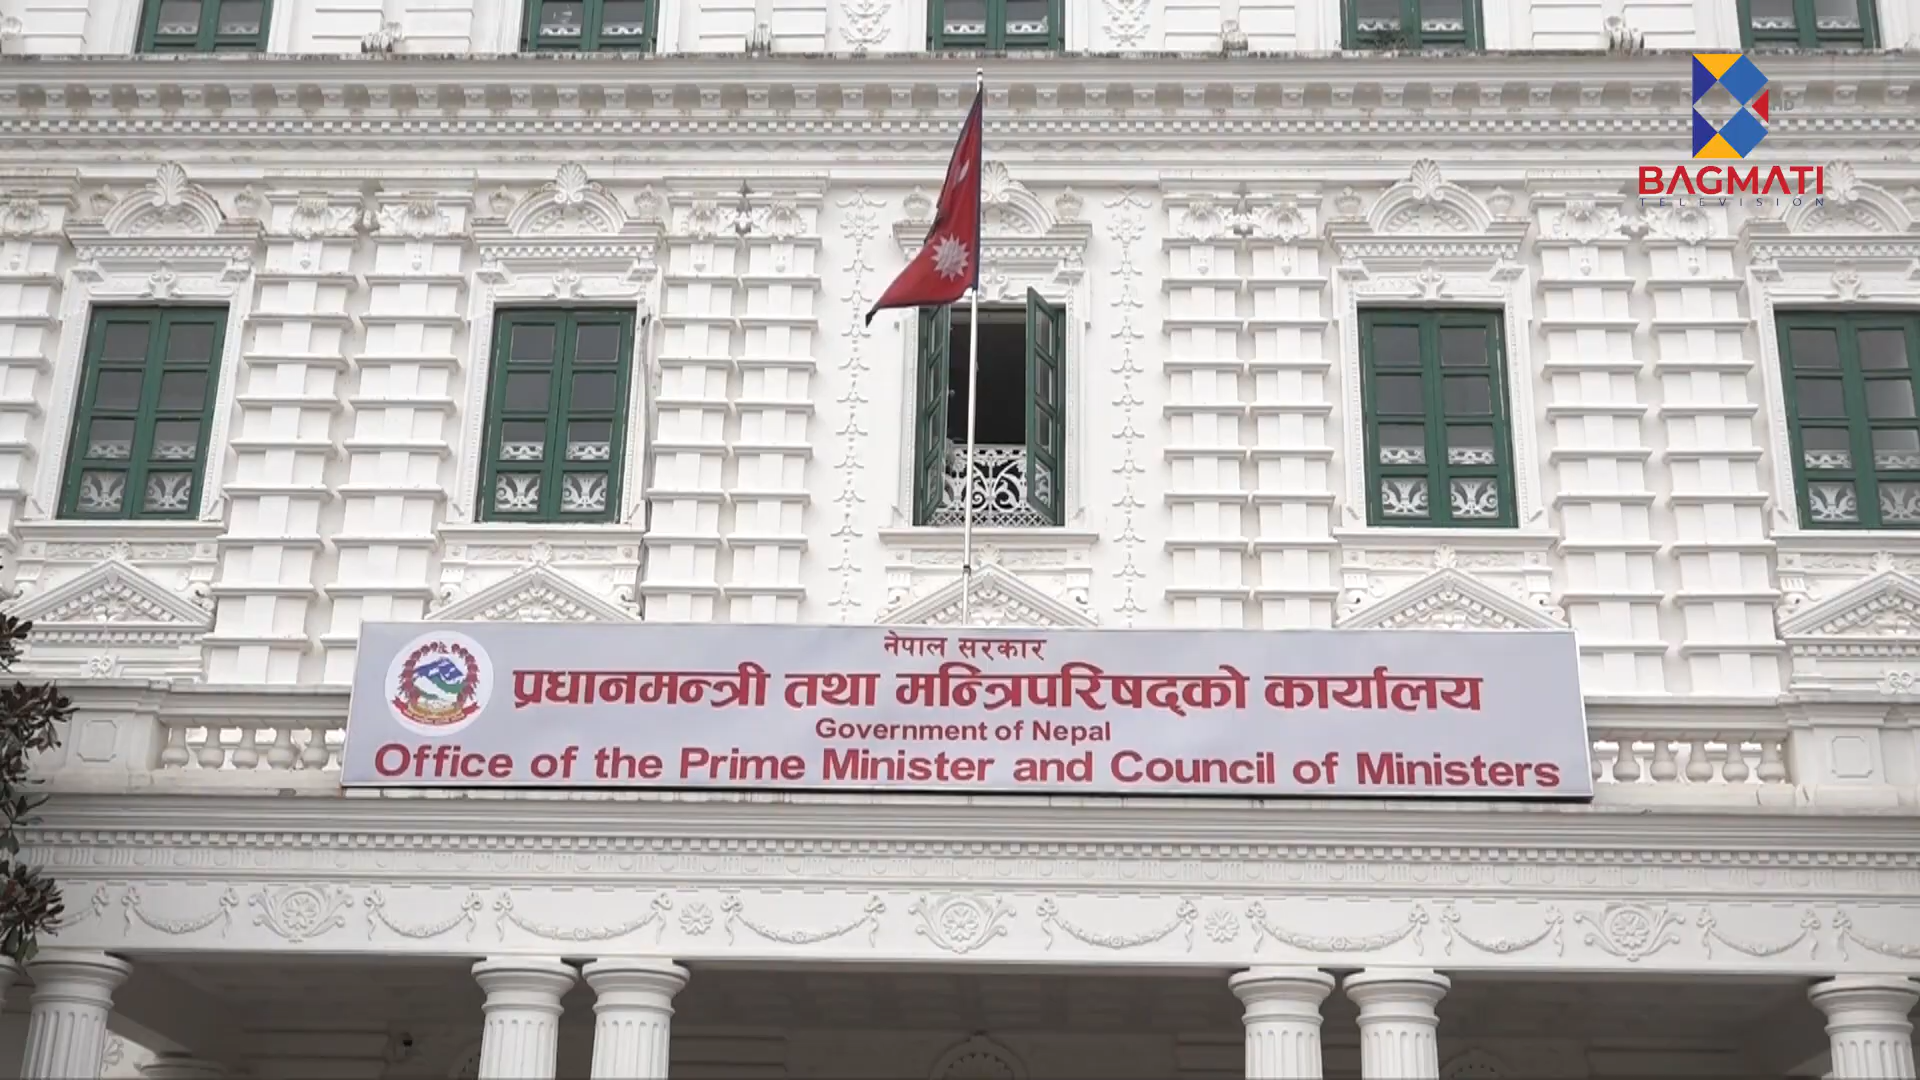 HD
BAGMATI
TELEVISION
नेपाल सरकार
प्रधानमन्त्री तथा मन्त्रिपरिषद्को कार्यालय
Government of Nepal
Office of the Prime Minister and Council of Ministers